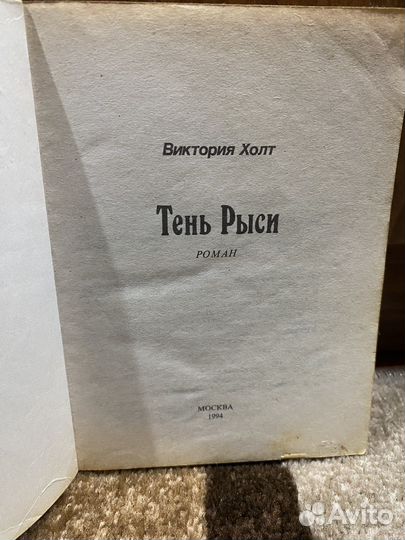 Виктория Холт
Тень Рыси
РОМАН
МОСКВА
1994
Avito